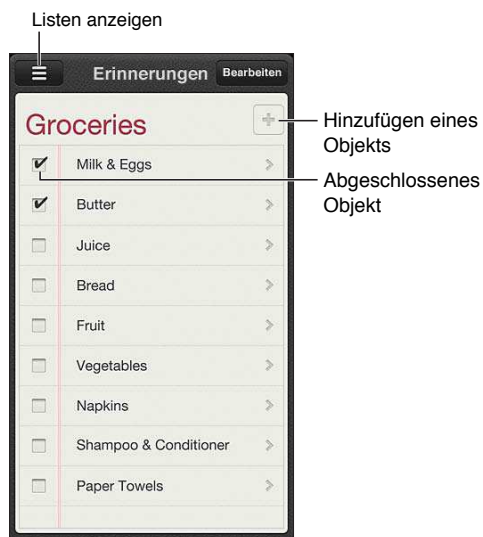 Listen anzeigen
Erinnerungen Bearbeiten
Groceries
Hinzufügen eines
Objekts
Milk & Eggs
Abgeschlossenes
Objekt
Butter
Juice
Bread
Fruit
Vegetables
Napkins
Shampoo & Conditioner
Paper Towels